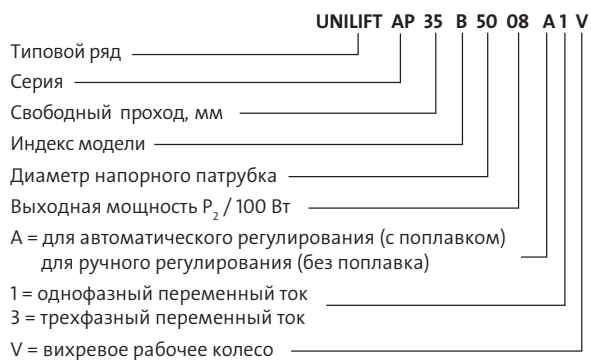 UNILIFT AP 35 B 50 08 A 1 V
Типовой ряд
Серия
Свободный проход, мм
Индекс модели
Диаметр напорного патрубка
Выходная мощность P₂ / 100 Вт
A = для автоматического регулирования (с поплавком)
для ручного регулирования (без поплавка)
1 = однофазный переменный ток
3 = трехфазный переменный ток
V = вихревое рабочее колесо